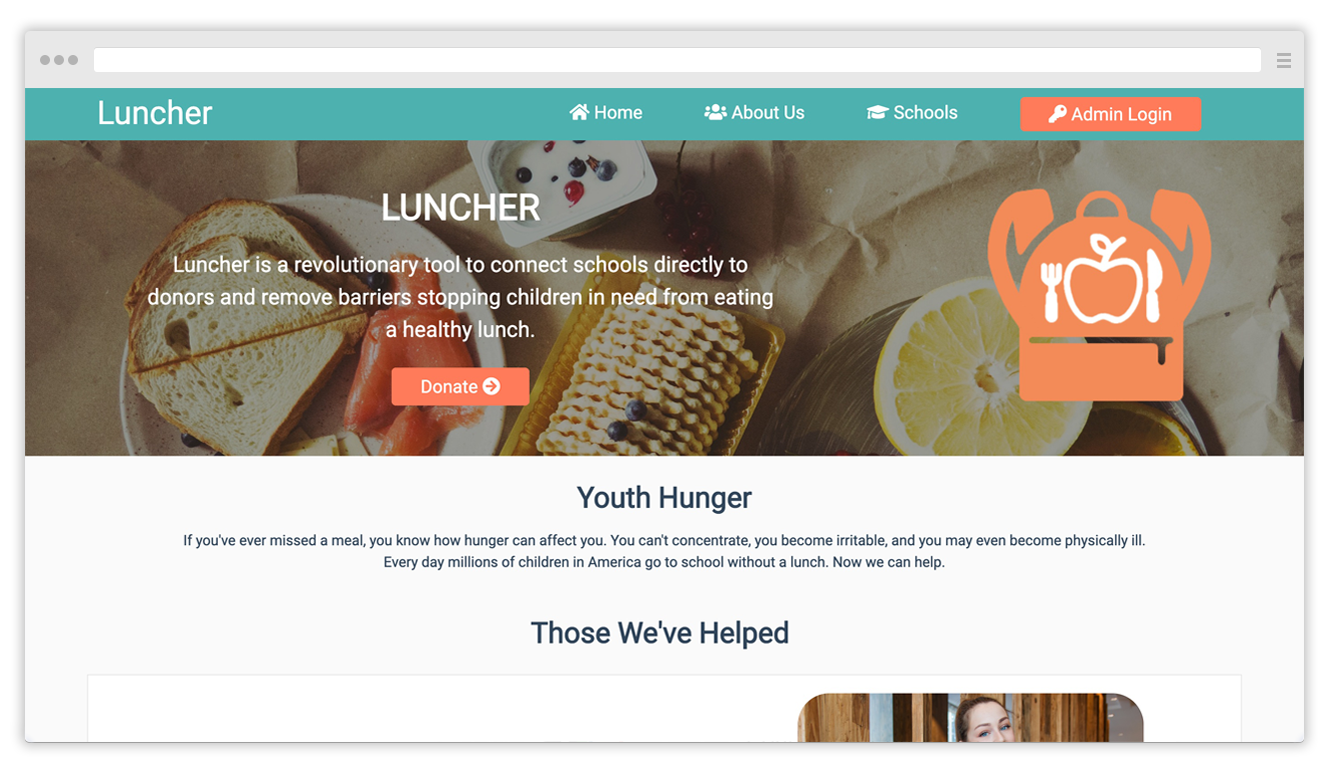 Luncher
Home
About Us
Schools
Admin Login
LUNCHER
Luncher is a revolutionary tool to connect schools directly to
donors and remove barriers stopping children in need from eating
a healthy lunch.
Donate
Youth Hunger
If you've ever missed a meal, you know how hunger can affect you. You can't concentrate, you become irritable, and you may even become physically ill.
Every day millions of children in America go to school without a lunch. Now we can help.
Those We've Helped